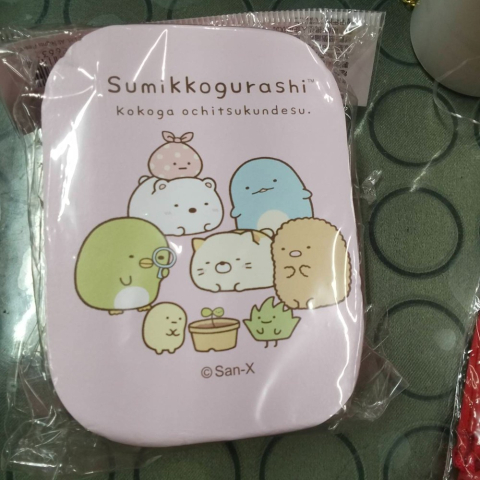 Sumikkogurashi™
Kokoga ochitsukundesu.
©San-X